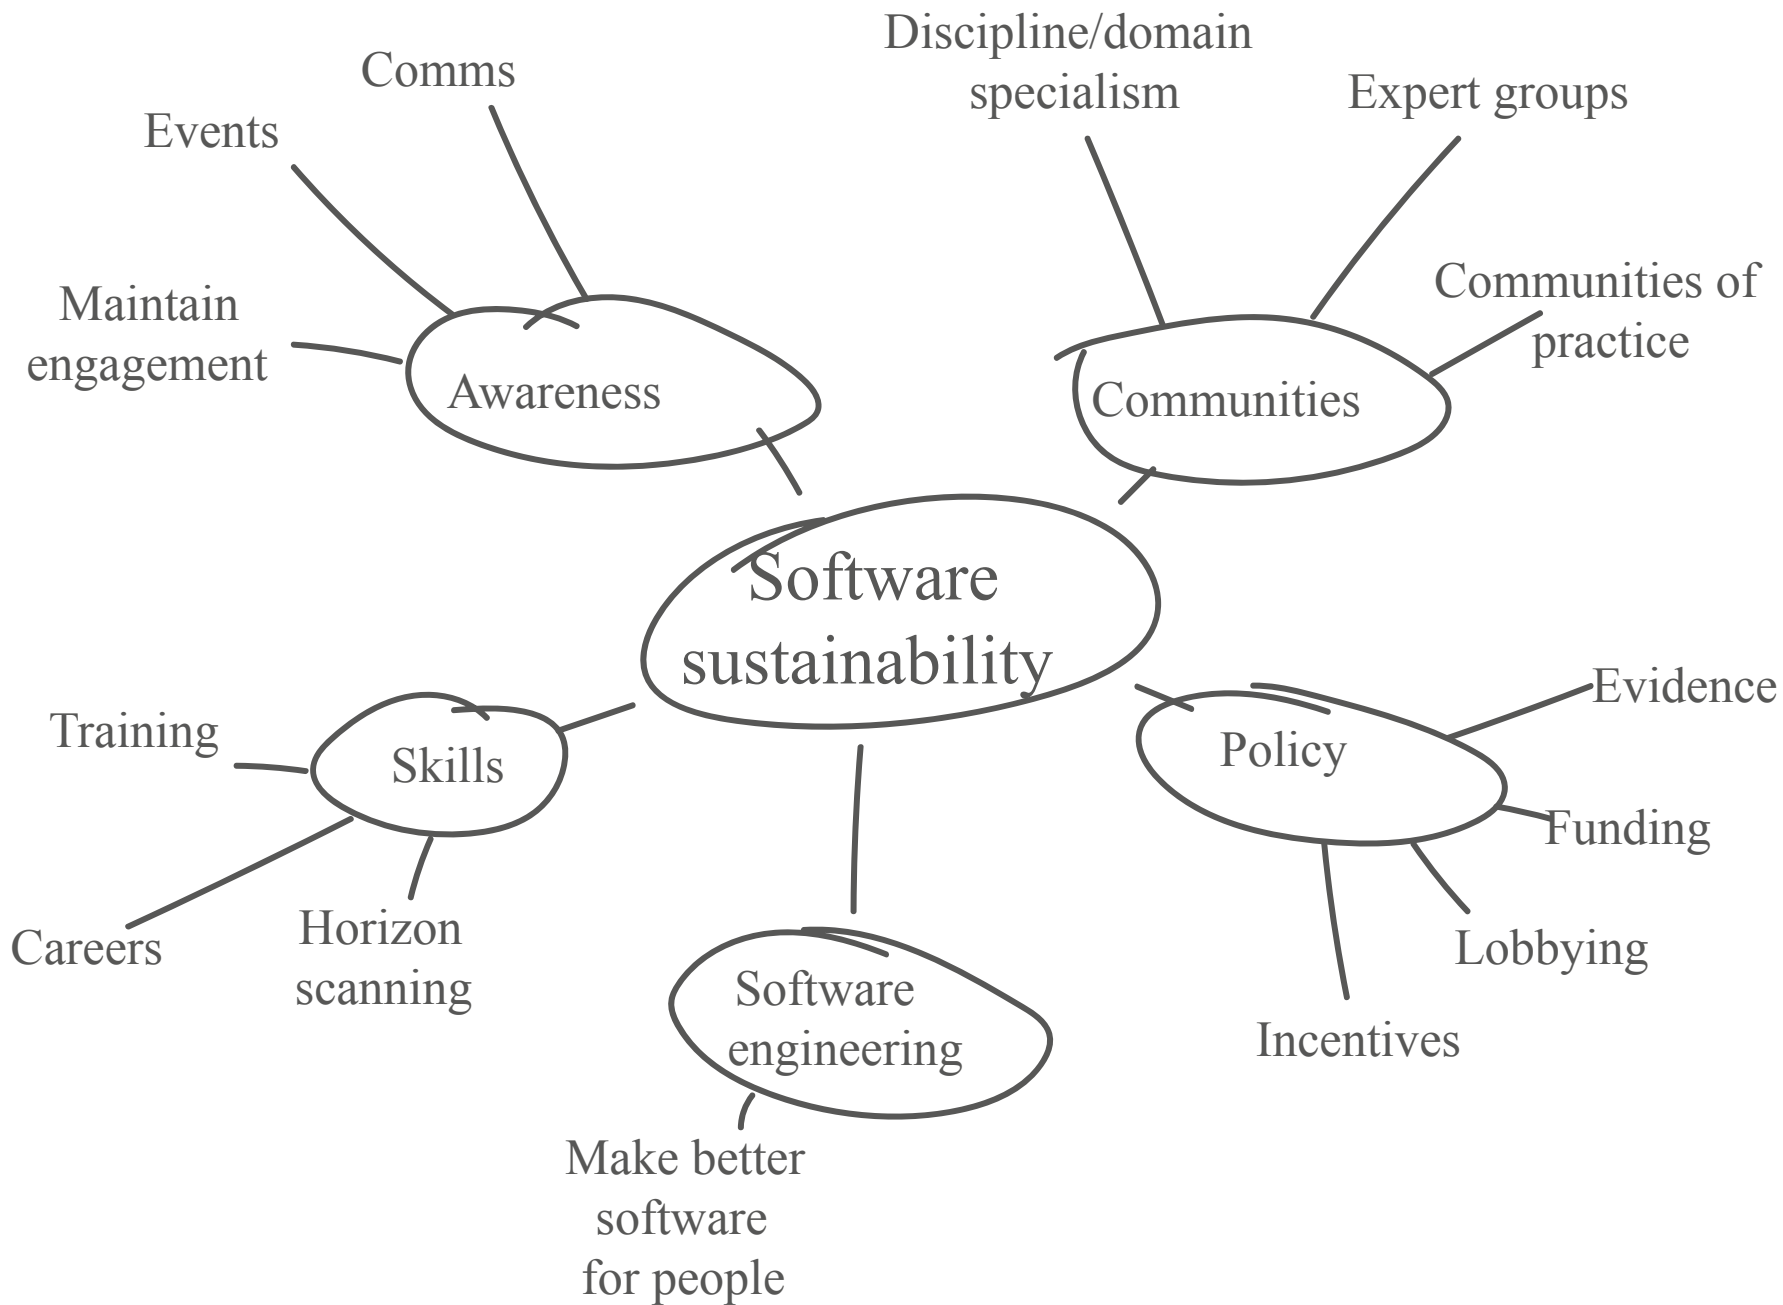 Discipline/domain
specialism
Comms
Expert groups
Events
Communities of
practice
Maintain
engagement
Awareness
Communities
Software
sustainability
Evidence
Training
Skills
Policy
Funding
Careers
Horizon
scanning
Lobbying
Software
engineering
Incentives
Make better
software
for people